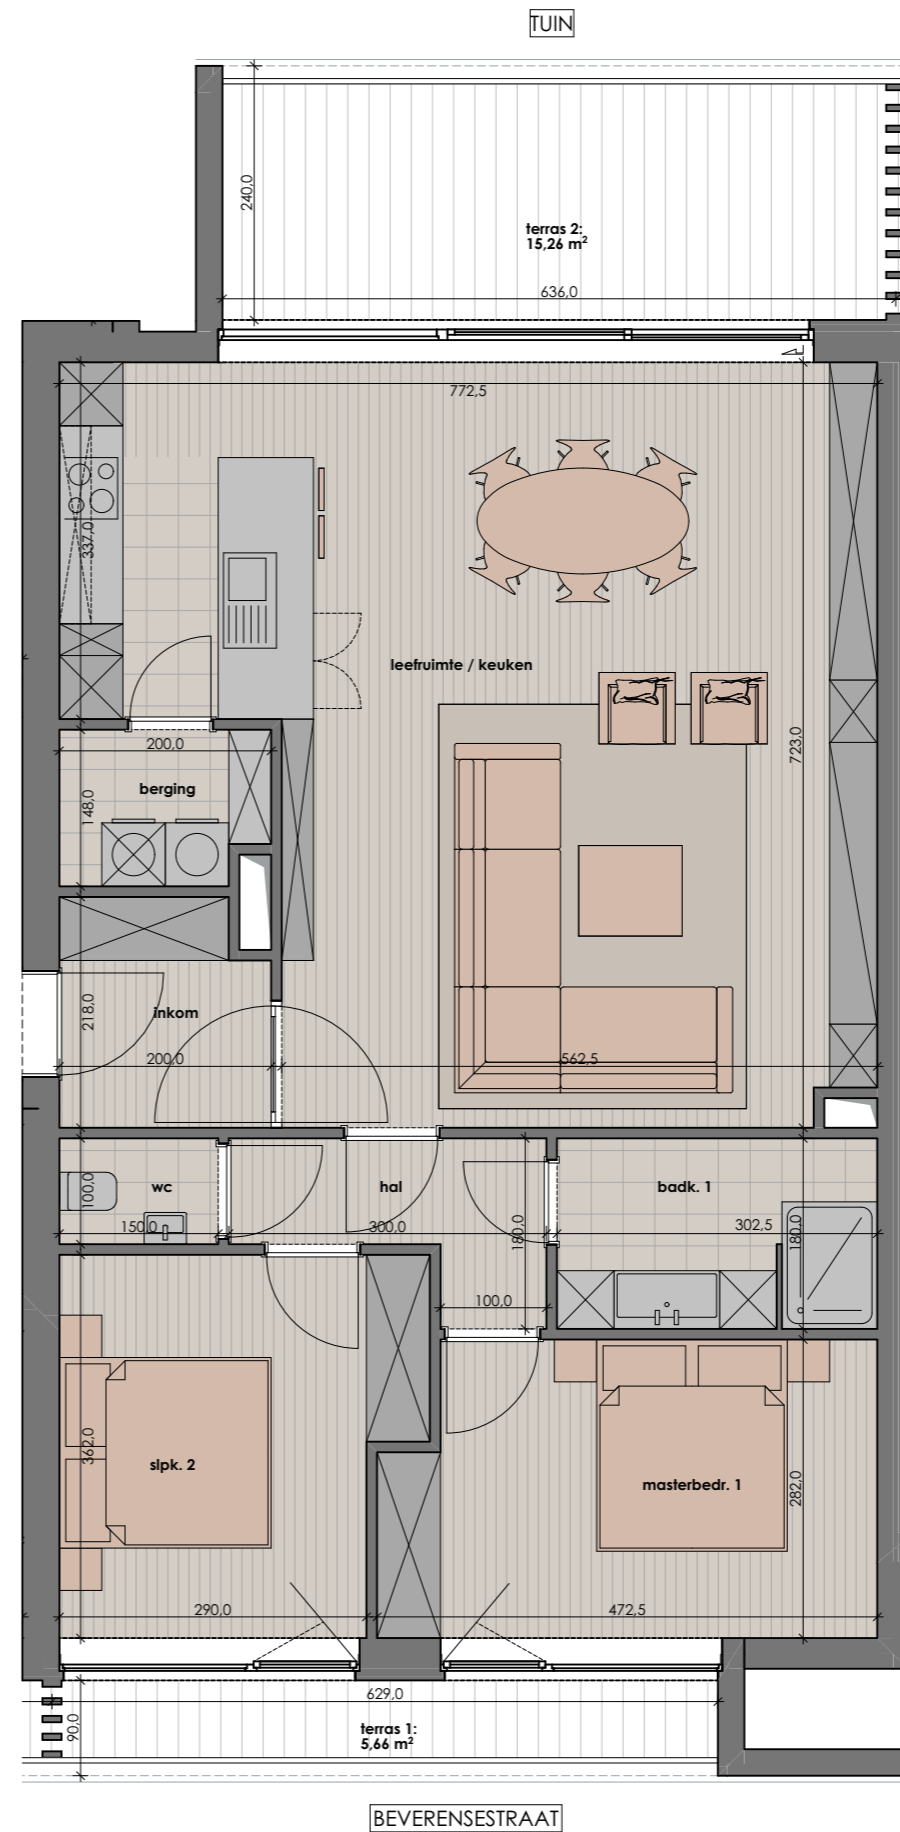 TUIN
240,0
terras 2:
15,26 m²
636,0
772,5
337,0
leefruimte / keuken
200,0
723,0
berging
148,0
218,0
inkom
200,0
562,5
100,0
wc
hal
badk. 1
150,0
300,0
180,0
302,5
180,0
100,0
362,0
slpk. 2
masterbedr. 1
282,0
290,0
472,5
629,0
90,0
terras 1:
5,66 m²
BEVERENSESTRAAT